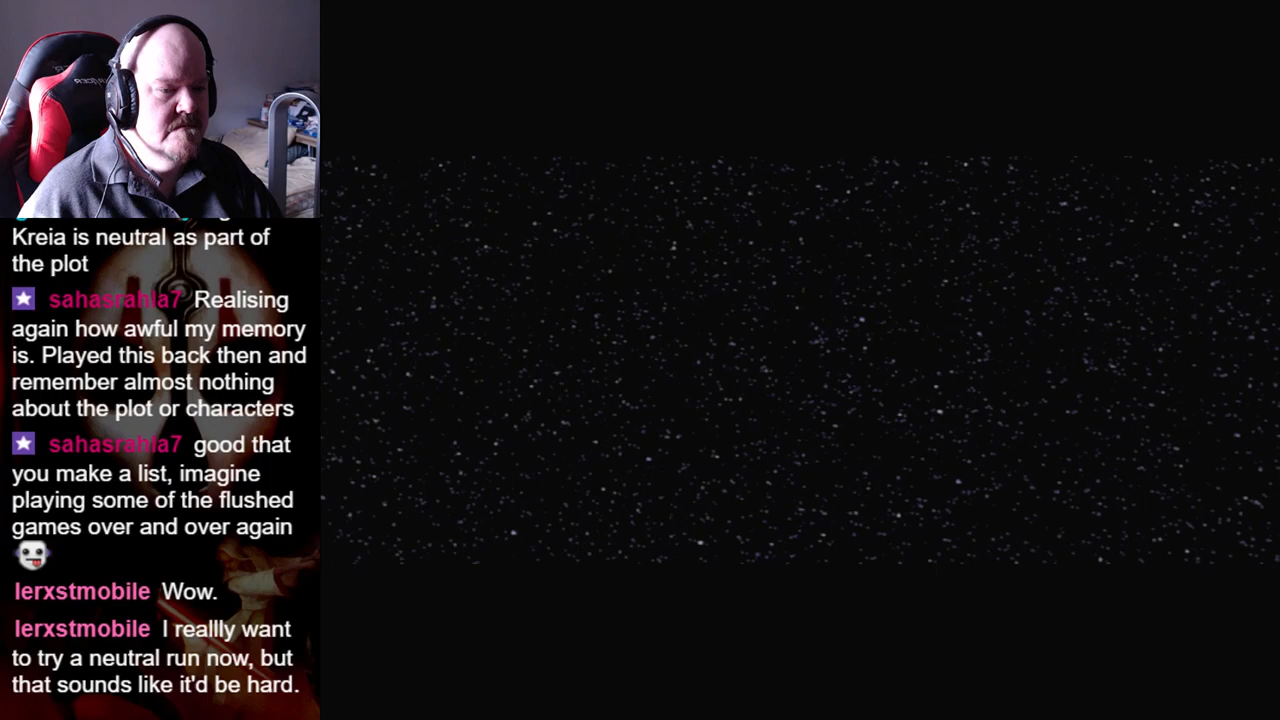 Kreia is neutral as part of
the plot
sahasrahla7 Realising
again how awful my memory
is. Played this back then and
remember almost nothing
about the plot or characters
sahasrahla7 good that
you make a list, imagine
playing some of the flushed
games over and over again
lerxstmobile Wow.
lerxstmobile I reallly want
to try a neutral run now, but
that sounds like it'd be hard.